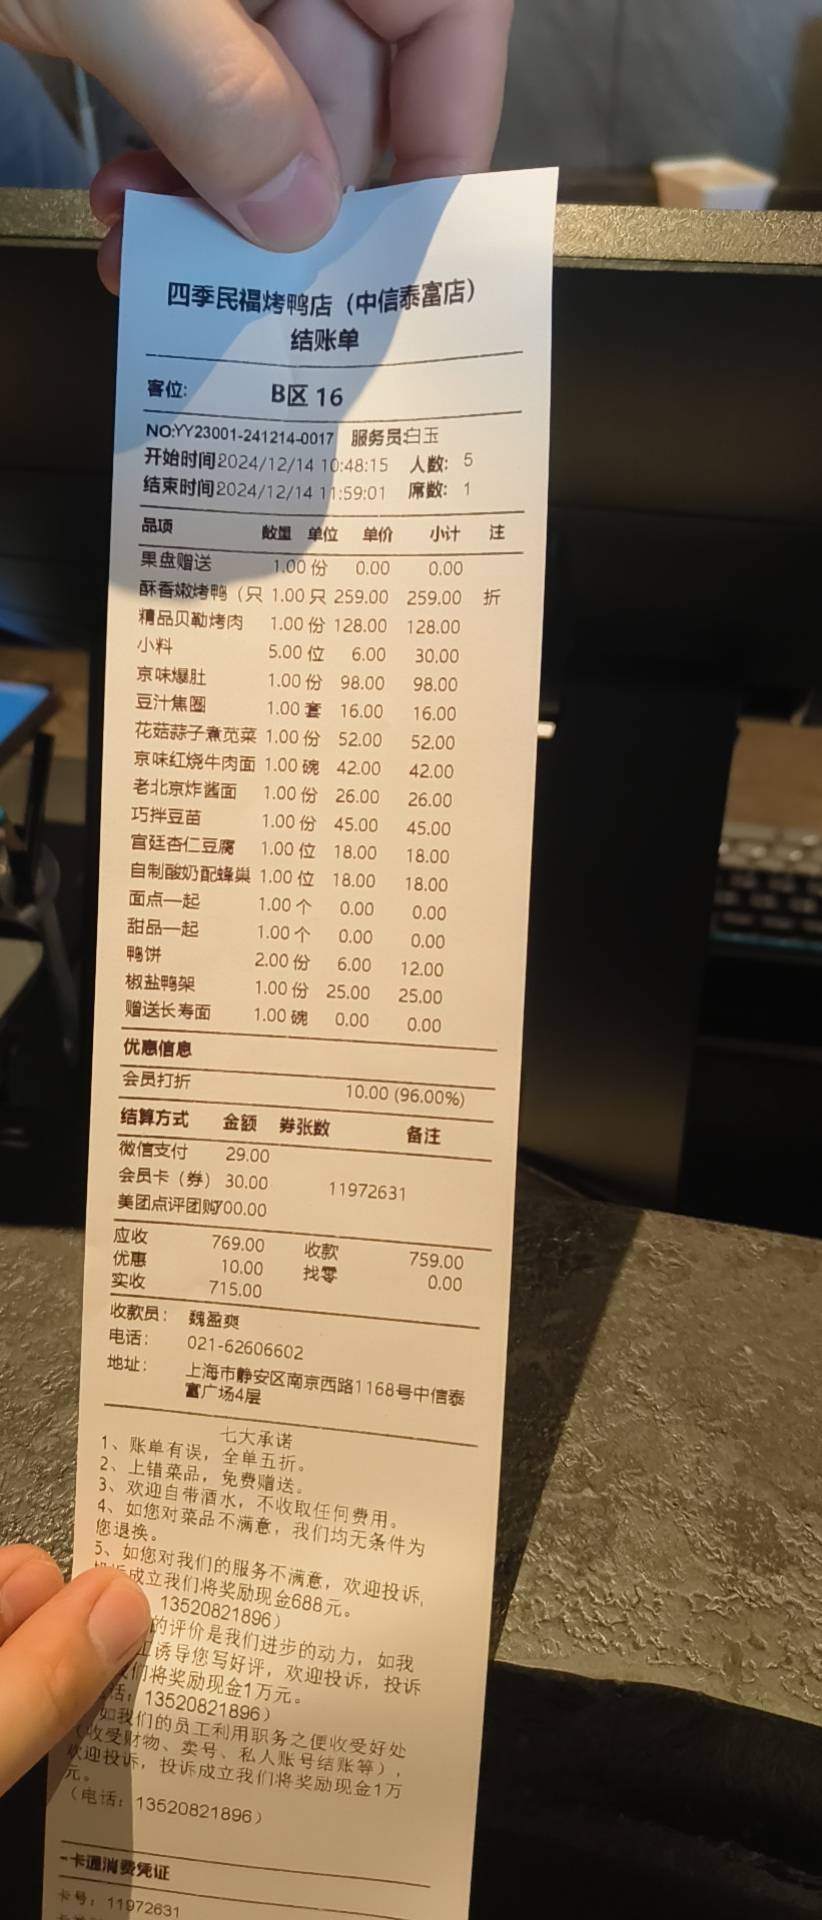 四季民福烤鸭店（中信泰富店）
结账单
客位: B区 16
NO:YY23001-241214-0017 服务员:白玉
开始时间2024/12/14 10:48:15 人数: 5
结束时间2024/12/14 11:59:01 席数: 1
品项 数量 单位 单价 小计 注
果盘赠送 1.00 份 0.00 0.00
酥香嫩烤鸭（只 1.00 只 259.00 259.00 折
精品贝勒烤肉 1.00 份 128.00 128.00
小料 5.00 位 6.00 30.00
京味爆肚 1.00 份 98.00 98.00
豆汁焦圈 1.00 套 16.00 16.00
花菇蒜子煮苋菜 1.00 份 52.00 52.00
京味红烧牛肉面 1.00 碗 42.00 42.00
老北京炸酱面 1.00 份 26.00 26.00
巧拌豆苗 1.00 份 45.00 45.00
宫廷杏仁豆腐 1.00 位 18.00 18.00
自制酸奶配蜂巢 1.00 位 18.00 18.00
面点一起 1.00 个 0.00 0.00
甜品一起 1.00 个 0.00 0.00
鸭饼 2.00 份 6.00 12.00
椒盐鸭架 1.00 份 25.00 25.00
赠送长寿面 1.00 碗 0.00 0.00
优惠信息
会员打折 10.00 (96.00%)
结算方式 金额 券张数 备注
微信支付 29.00
会员卡（券） 30.00 11972631
美团点评团购700.00
应收 769.00 收款 759.00
优惠 10.00 找零 0.00
实收 715.00
收款员: 魏盈爽
电话: 021-62606602
地址: 上海市静安区南京西路1168号中信泰
富广场4层
七大承诺
1、账单有误，全单五折。
2、上错菜品，免费赠送。
3、欢迎自带酒水，不收取任何费用。
4、如您对菜品不满意，我们均无条件为
您退换。
5、如您对我们的服务不满意，欢迎投诉，
投诉成立我们将奖励现金688元。
13520821896）
的评价是我们进步的动力，如我
工诱导您写好评，欢迎投诉，投诉
我们将奖励现金1万元。
话：13520821896）
如我们的员工利用职务之便收受好处
（收受财物、卖号、私人账号结账等），
欢迎投诉，投诉成立我们将奖励现金1万
元。
（电话：13520821896）
一卡通消费凭证
卡号：11972631